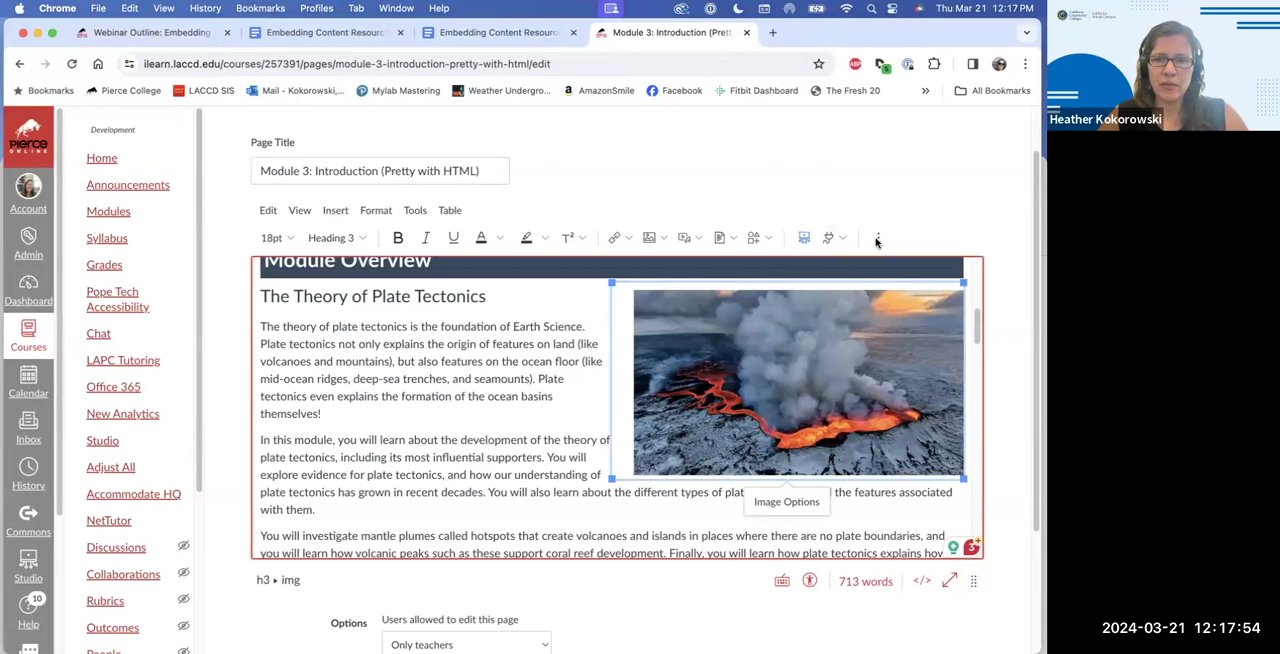 Chrome File Edit View History Bookmarks Profiles Tab Window Help Thu Mar 21 12:17 PM
Webinar Outline: Embedding Embedding Content Resourc Embedding Content Resourc Module 3: Introduction (Prett
ilearn.laccd.edu/courses/257391/pages/module-3-introduction-pretty-with-html/edit
Bookmarks Pierce College LACCD SIS Mail - Kokorowski,... Mylab Mastering Weather Undergro... AmazonSmile Facebook Fitbit Dashboard The Fresh 20 » All Bookmarks
Heather Kokorowski
PIERCE
ONLINE
Account
Admin
Dashboard
Courses
Calendar
Inbox
History
Commons
Studio
10
Help
Development
Home
Announcements
Modules
Syllabus
Grades
Pope Tech
Accessibility
Chat
LAPC Tutoring
Office 365
New Analytics
Studio
Adjust All
Accommodate HQ
NetTutor
Discussions
Collaborations
Rubrics
Outcomes
People
Page Title
Module 3: Introduction (Pretty with HTML)
Edit View Insert Format Tools Table
18pt Heading 3 B I U A T²
Module Overview
The Theory of Plate Tectonics
The theory of plate tectonics is the foundation of Earth Science.
Plate tectonics not only explains the origin of features on land (like
volcanoes and mountains), but also features on the ocean floor (like
mid-ocean ridges, deep-sea trenches, and seamounts). Plate
tectonics even explains the formation of the ocean basins
themselves!
In this module, you will learn about the development of the theory of
plate tectonics, including its most influential supporters. You will
explore evidence for plate tectonics, and how our understanding of
plate tectonics has grown in recent decades. You will also learn about the different types of plat the features associated
with them.
Image Options
You will investigate mantle plumes called hotspots that create volcanoes and islands in places where there are no plate boundaries, and
you will learn how volcanic peaks such as these support coral reef development. Finally, you will learn how plate tectonics explains how
3
h3 ▸ img
713 words </>
Options Users allowed to edit this page
Only teachers
2024-03-21 12:17:54